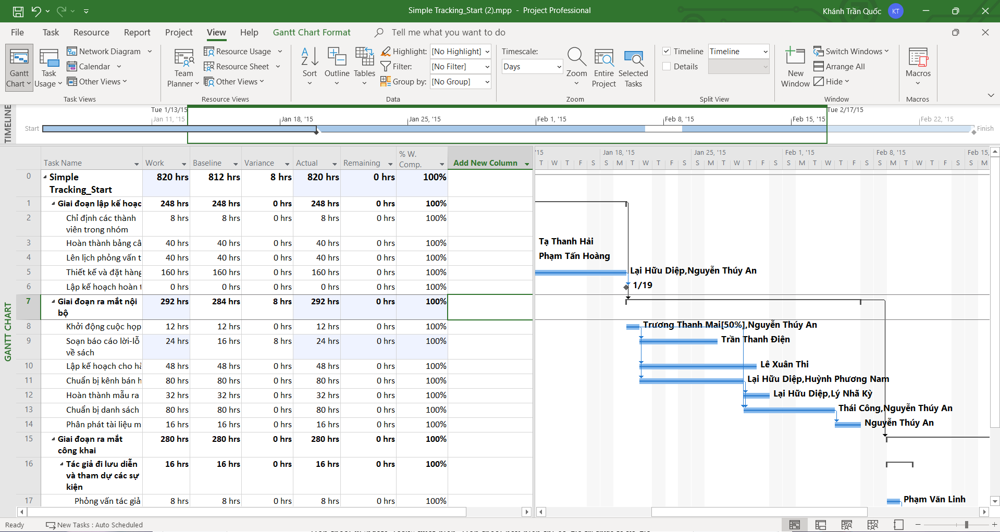 Simple Tracking_Start (2).mpp - Project Professional
Khánh Trần Quốc KT
File Task Resource Report Project View Help Gantt Chart Format Tell me what you want to do
Gantt Chart
Task Usage
Network Diagram
Calendar
Other Views
Task Views
Team Planner
Resource Usage
Resource Sheet
Other Views
Resource Views
Sort
Outline
Tables
Highlight: [No Highlight]
Filter: [No Filter]
Group by: [No Group]
Data
Timescale:
Days
Zoom
Entire Project
Selected Tasks
Zoom
Timeline Timeline
Details
Split View
New Window
Switch Windows
Arrange All
Hide
Window
Macros
Macros
TIMELINE
Tue 1/13/15 Tue 2/17/15
Jan 11, '15 Jan 18, '15 Jan 25, '15 Feb 1, '15 Feb 8, '15 Feb 15, '15 Feb 22, '15
Start Finish
GANTT CHART
Task Name Work Baseline Variance Actual Remaining % W. Comp. Add New Column
0 Simple Tracking_Start 820 hrs 812 hrs 8 hrs 820 hrs 0 hrs 100%
1 Giai đoạn lập kế hoạc 248 hrs 248 hrs 0 hrs 248 hrs 0 hrs 100%
2 Chỉ định các thành viên trong nhóm 8 hrs 8 hrs 0 hrs 8 hrs 0 hrs 100%
3 Hoàn thành bảng câ 40 hrs 40 hrs 0 hrs 40 hrs 0 hrs 100%
4 Lên lịch phỏng vấn t 40 hrs 40 hrs 0 hrs 40 hrs 0 hrs 100%
5 Thiết kế và đặt hàng 160 hrs 160 hrs 0 hrs 160 hrs 0 hrs 100%
6 Lập kế hoạch hoàn t 0 hrs 0 hrs 0 hrs 0 hrs 0 hrs 100%
7 Giai đoạn ra mắt nội bộ 292 hrs 284 hrs 8 hrs 292 hrs 0 hrs 100%
8 Khởi động cuộc họp 12 hrs 12 hrs 0 hrs 12 hrs 0 hrs 100%
9 Soạn báo cáo lời-lỗ về sách 24 hrs 16 hrs 8 hrs 24 hrs 0 hrs 100%
10 Lập kế hoạch cho hà 48 hrs 48 hrs 0 hrs 48 hrs 0 hrs 100%
11 Chuẩn bị kênh bán h 80 hrs 80 hrs 0 hrs 80 hrs 0 hrs 100%
12 Hoàn thành mẫu ra 32 hrs 32 hrs 0 hrs 32 hrs 0 hrs 100%
13 Chuẩn bị danh sách 80 hrs 80 hrs 0 hrs 80 hrs 0 hrs 100%
14 Phân phát tài liệu m 16 hrs 16 hrs 0 hrs 16 hrs 0 hrs 100%
15 Giai đoạn ra mắt công khai 280 hrs 280 hrs 0 hrs 280 hrs 0 hrs 100%
16 Tác giả đi lưu diễn và tham dự các sự kiện 16 hrs 16 hrs 0 hrs 16 hrs 0 hrs 100%
17 Phỏng vấn tác giả 8 hrs 8 hrs 0 hrs 8 hrs 0 hrs 100%
'15 Jan 18, '15 Jan 25, '15 Feb 1, '15 Feb 8, '15 Feb 15,
T W T F S S M T W T F S S M T W T F S S M T W T F S S M T W T F S S M
Tạ Thanh Hải
Phạm Tấn Hoàng
Lại Hữu Diệp,Nguyễn Thúy An
1/19
Trương Thanh Mai[50%],Nguyễn Thúy An
Trần Thanh Điện
Lê Xuân Thi
Lại Hữu Diệp,Huỳnh Phương Nam
Lại Hữu Diệp,Lý Nhã Kỳ
Thái Công,Nguyễn Thúy An
Nguyễn Thúy An
Phạm Văn Linh
Ready New Tasks : Auto Scheduled